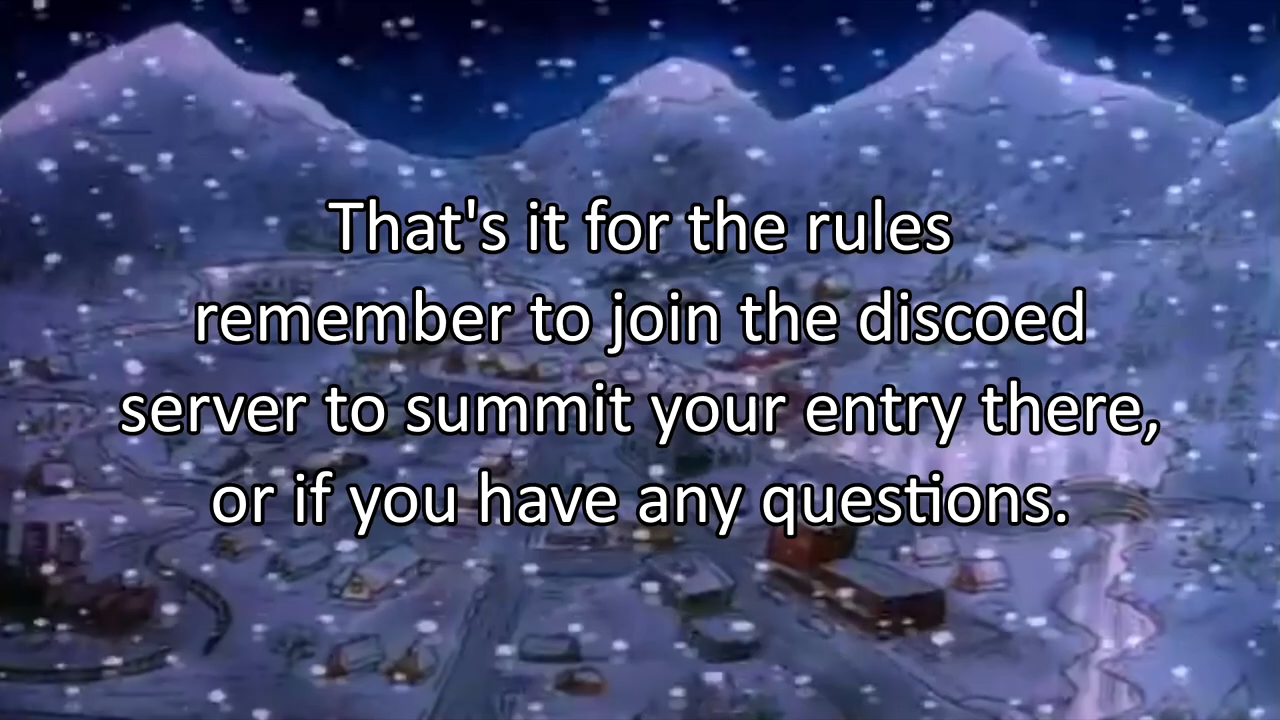 That's it for the rules
remember to join the discoed
server to summit your entry there,
or if you have any questions.